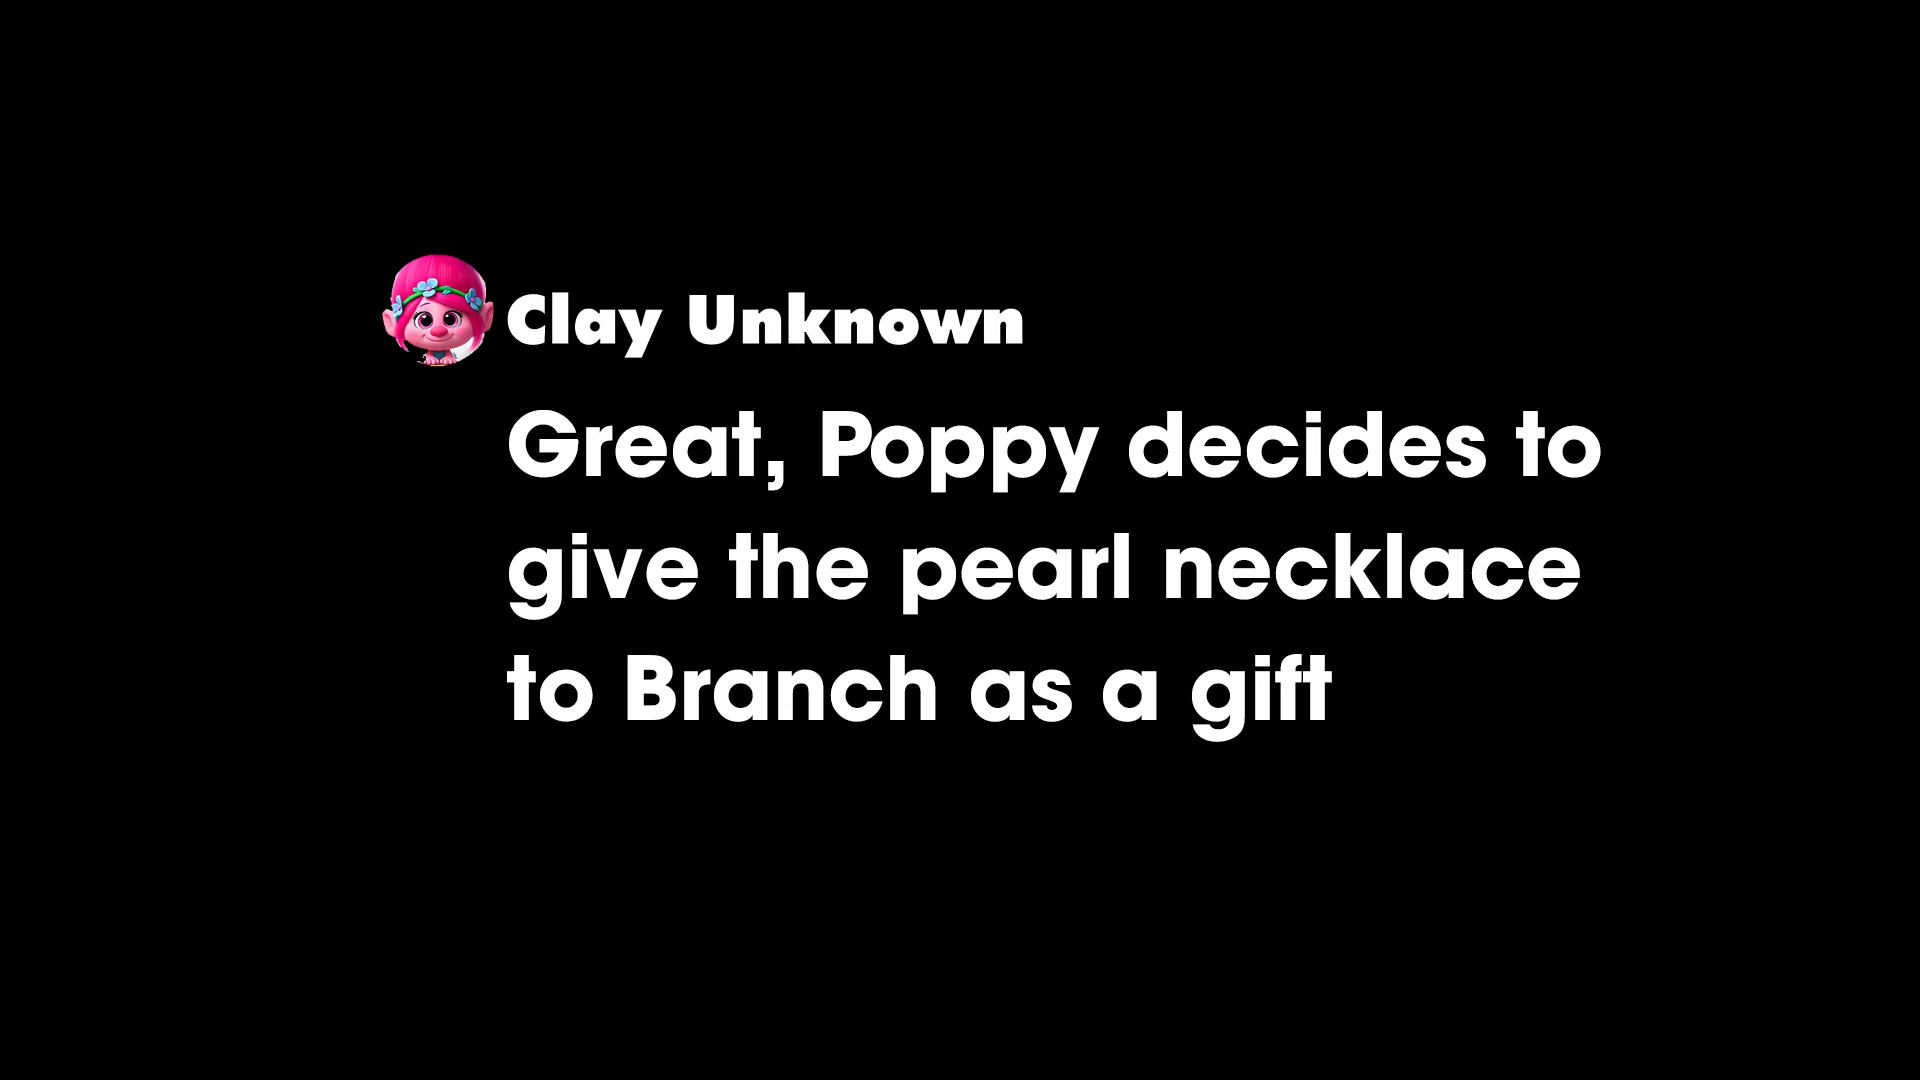 Clay Unknown
Great, Poppy decides to
give the pearl necklace
to Branch as a gift